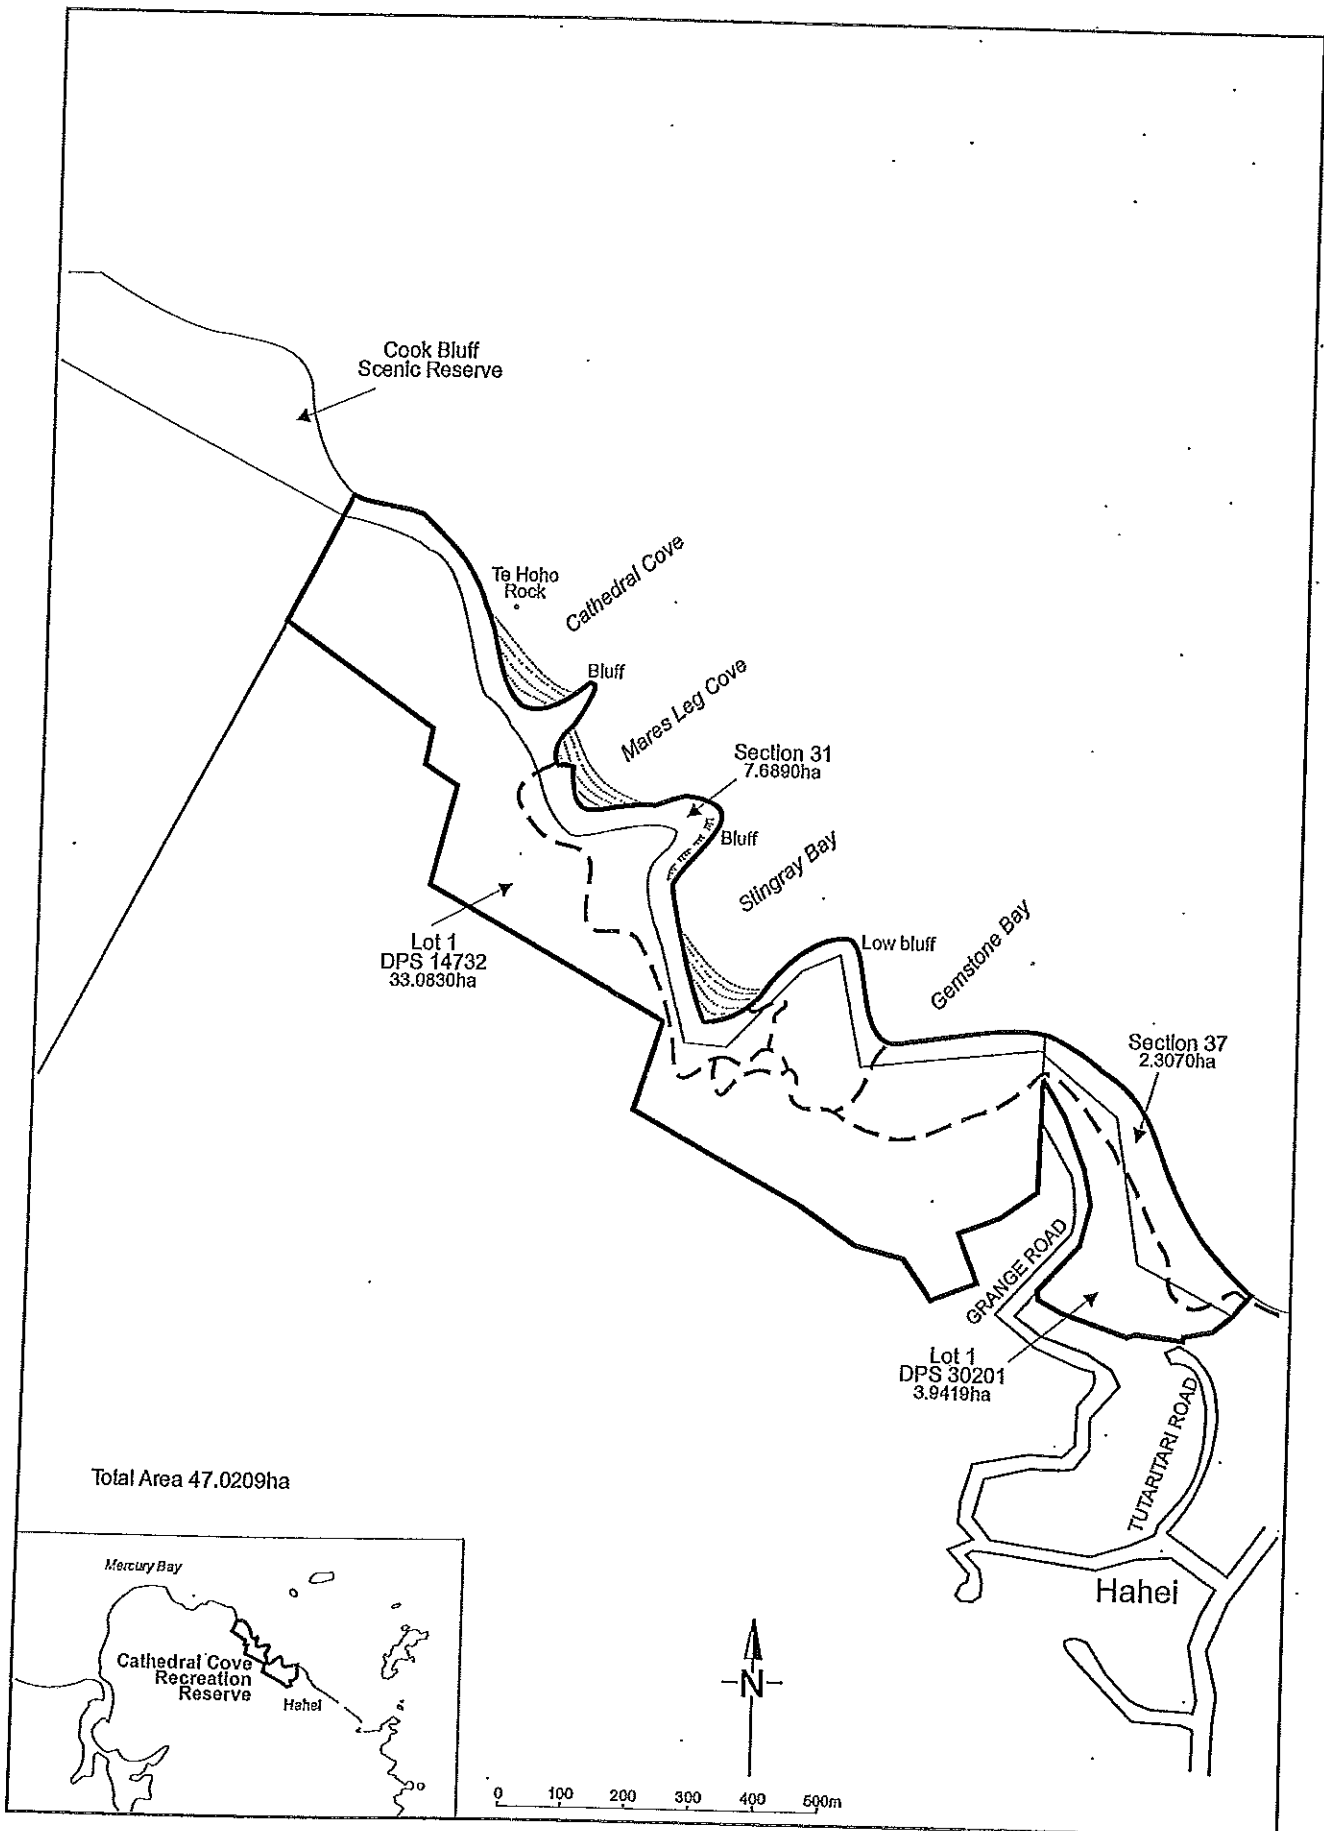 Cook Bluff
Scenic Reserve
Te Hoho
Rock
Cathedral Cove
Bluff
Mares Leg Cove
Section 31
7.6890ha
Bluff
Stingray Bay
Lot 1
DPS 14732
33.0830ha
Low bluff
Gemstone Bay
Section 37
2.3070ha
GRANGE ROAD
Lot 1
DPS 30201
3.9419ha
TUTARITARI ROAD
Total Area 47.0209ha
Hahei
Mercury Bay
Cathedral Cove
Recreation
Reserve
Hahei
N
0 100 200 300 400 500m